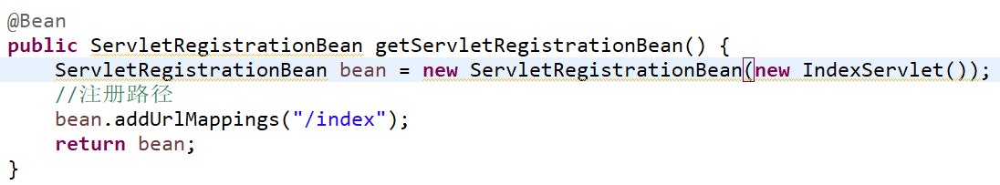 @Bean
public ServletRegistrationBean getServletRegistrationBean() {
    ServletRegistrationBean bean = new ServletRegistrationBean(new IndexServlet());
    //注册路径
    bean.addUrlMappings("/index");
    return bean;
}